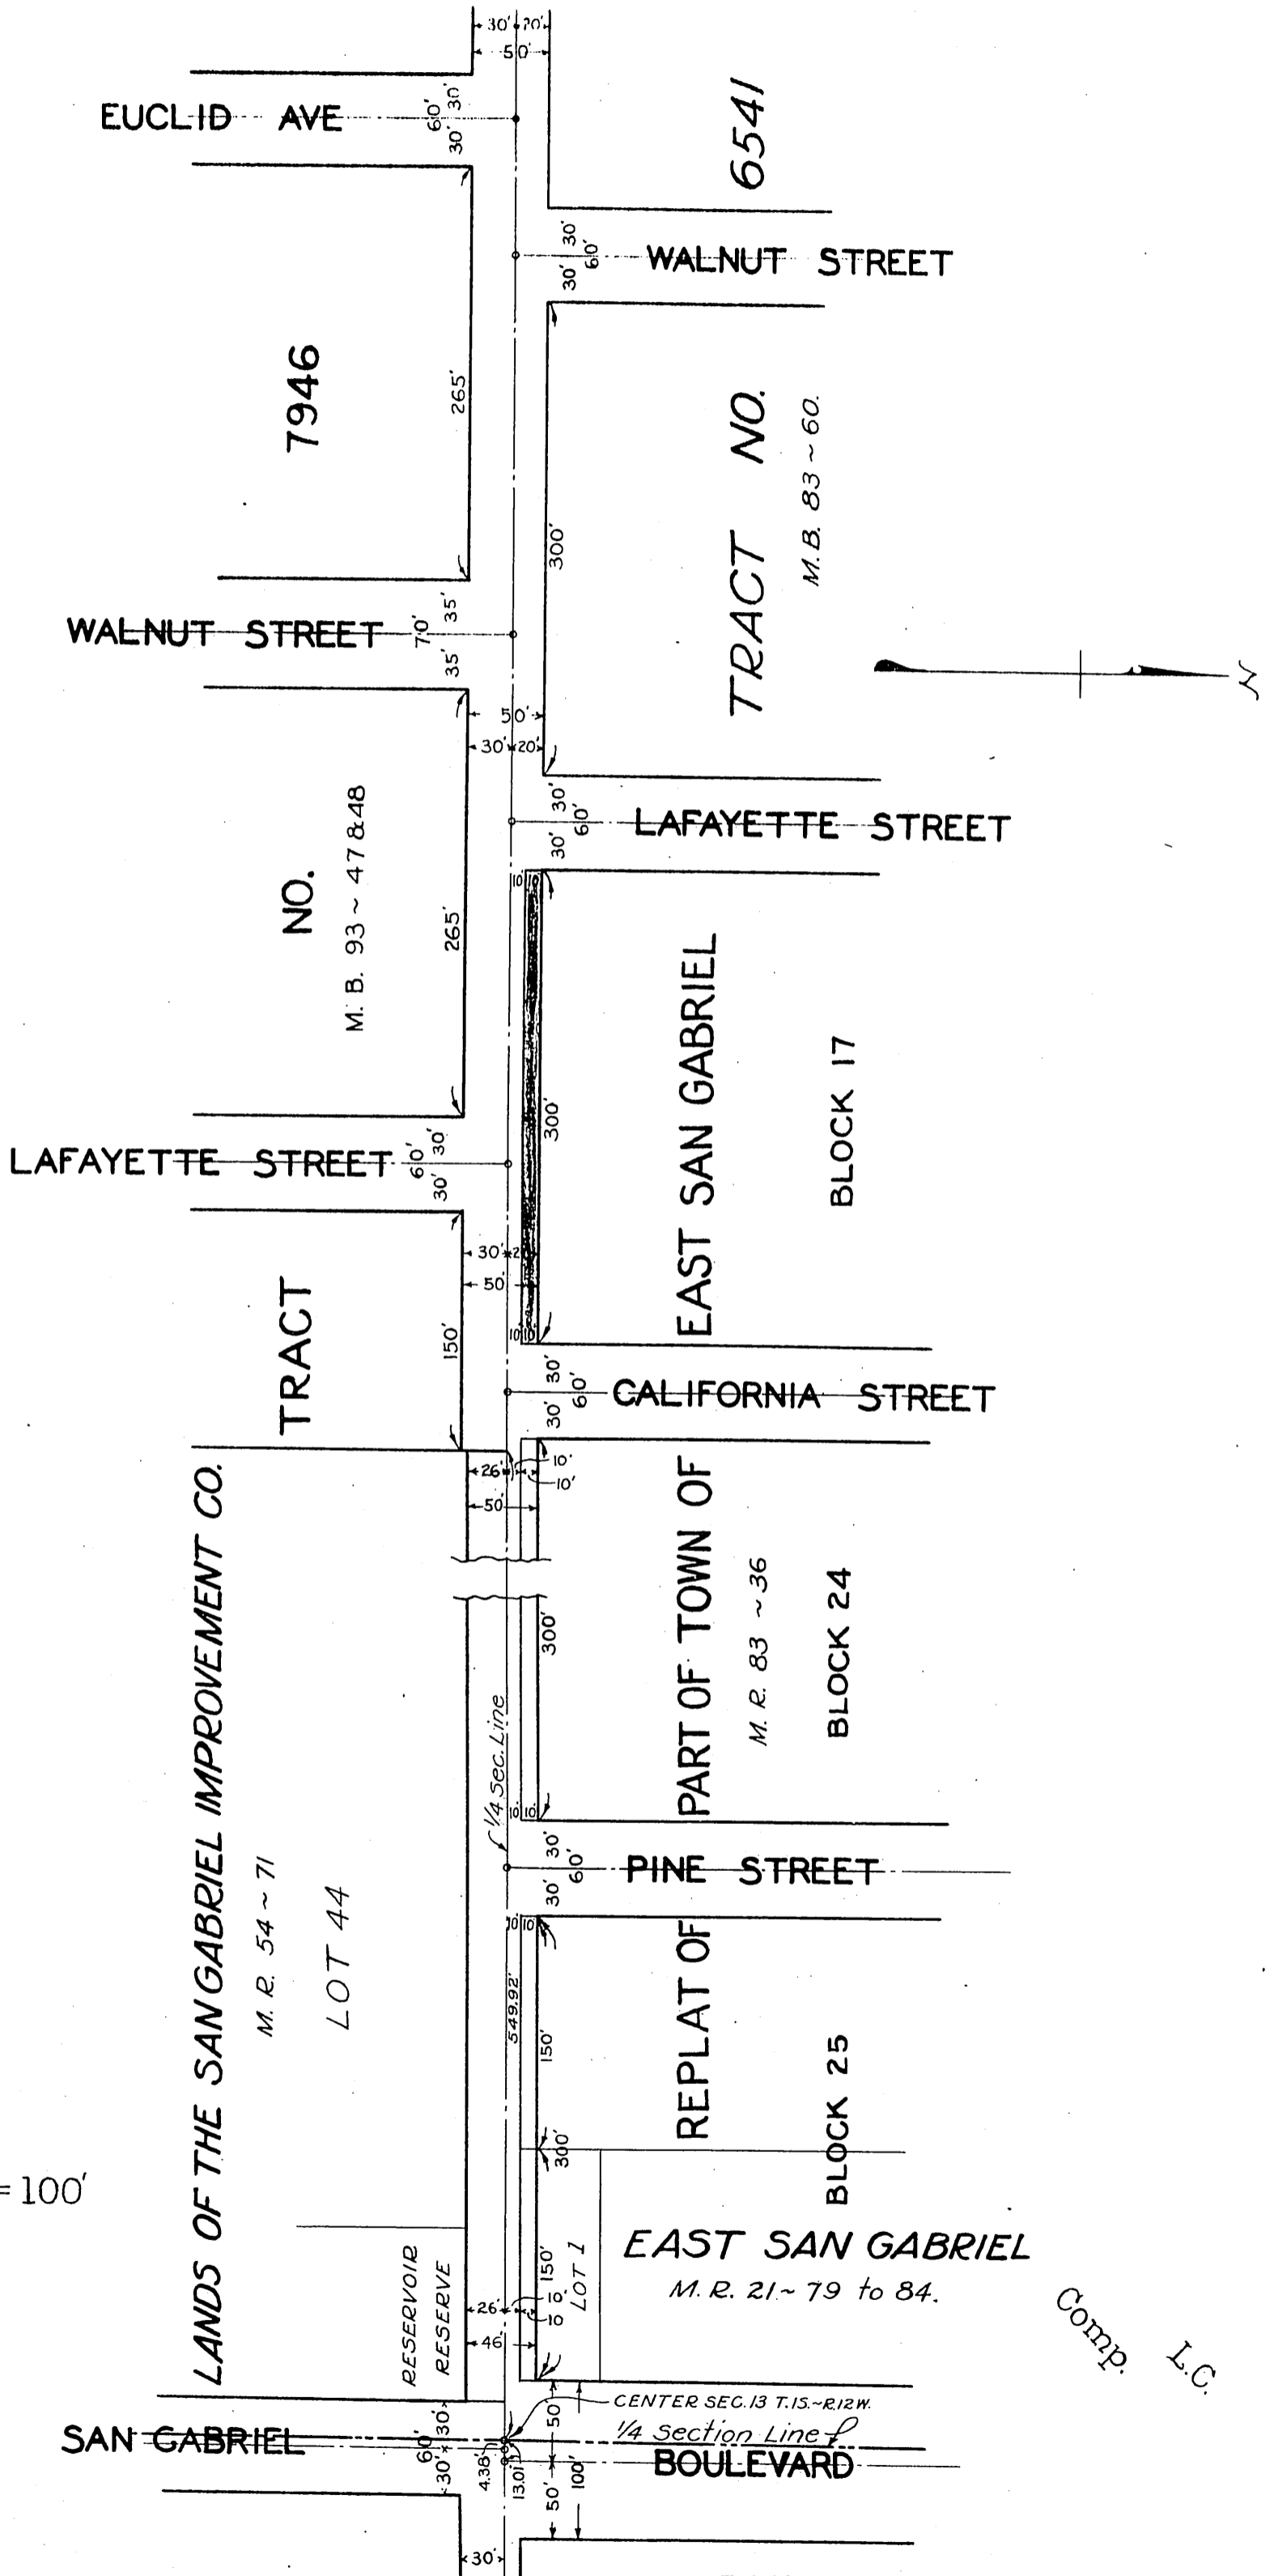 30' 20'
50'
EUCLID AVE
60'
30' 30'
6541
WALNUT STREET
30' 30'
60'
7946
265'
300'
TRACT NO.
M.B. 83 ~ 60.
WALNUT STREET
70'
35' 35'
50'
30' 20'
LAFAYETTE STREET
30' 30'
60'
NO.
M. B. 93 ~ 47 & 48
265'
10' 10'
300'
EAST SAN GABRIEL
BLOCK 17
LAFAYETTE STREET
60'
30' 30'
30'
50'
10' 10'
TRACT
150'
CALIFORNIA STREET
30' 30'
60'
26'
10'
10'
50'
LANDS OF THE SAN GABRIEL IMPROVEMENT CO.
M. R. 54 ~ 71
LOT 44
1/4 Sec. Line
300'
PART OF TOWN OF
M. R. 83 ~ 36
BLOCK 24
10' 10'
PINE STREET
30' 30'
60'
10' 10'
549.92'
150'
REPLAT OF
BLOCK 25
300'
= 100'
RESERVOIR
RESERVE
150'
LOT 1
EAST SAN GABRIEL
M. R. 21 ~ 79 to 84.
26'
10'
10'
46'
Comp. L.C.
CENTER SEC. 13 T.1S.~R.12W.
1/4 Section Line
SAN GABRIEL BOULEVARD
60'
30' 30'
4.38'
13.01'
50' 50'
100'
30'